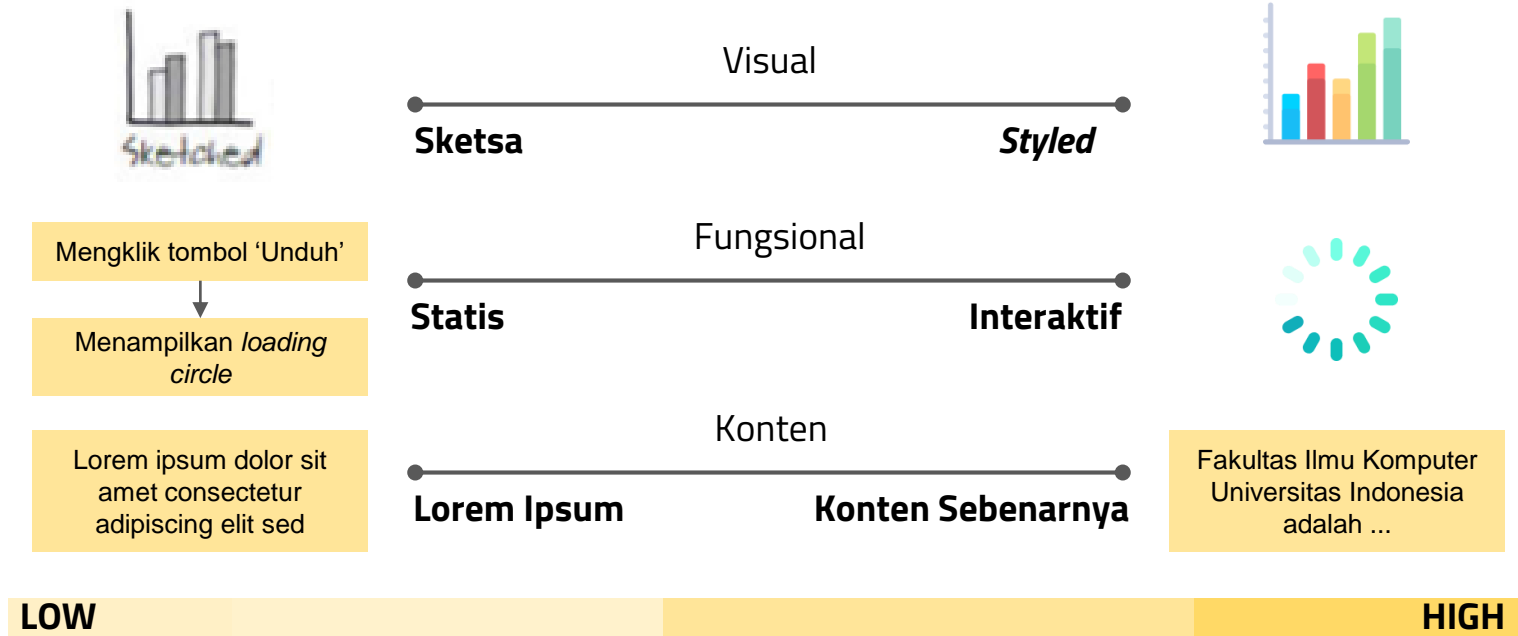 Sketched
Visual
Sketsa
Styled
Mengklik tombol ‘Unduh’
Menampilkan loading
circle
Fungsional
Statis
Interaktif
Lorem ipsum dolor sit
amet consectetur
adipiscing elit sed
Konten
Lorem Ipsum
Konten Sebenarnya
Fakultas Ilmu Komputer
Universitas Indonesia
adalah ...
LOW
HIGH